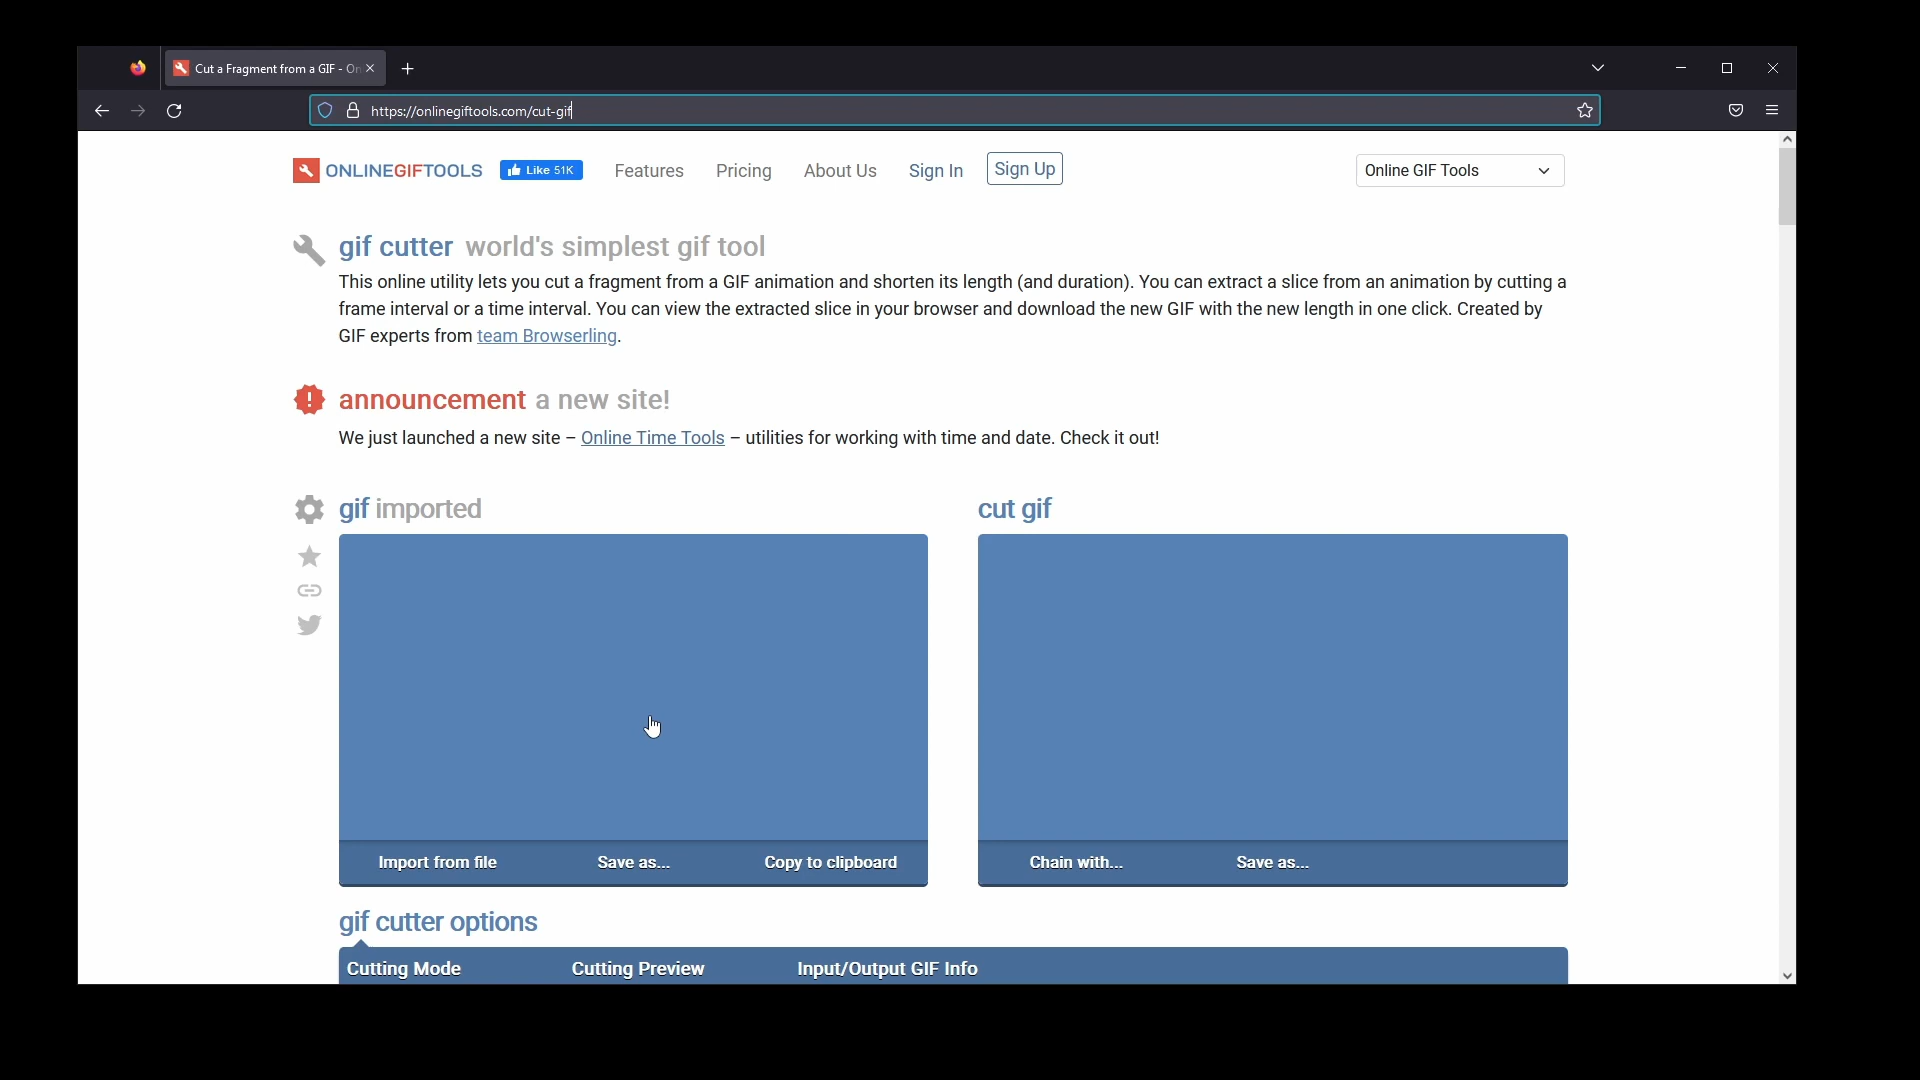 Cut a Fragment from a GIF - On
https://onlinegiftools.com/cut-gif
ONLINEGIFTOOLS Like 51K Features Pricing About Us Sign In Sign Up Online GIF Tools
gif cutter world's simplest gif tool
This online utility lets you cut a fragment from a GIF animation and shorten its length (and duration). You can extract a slice from an animation by cutting a
frame interval or a time interval. You can view the extracted slice in your browser and download the new GIF with the new length in one click. Created by
GIF experts from team Browserling.
announcement a new site!
We just launched a new site – Online Time Tools – utilities for working with time and date. Check it out!
gif imported
cut gif
Import from file Save as... Copy to clipboard
Chain with... Save as...
gif cutter options
Cutting Mode Cutting Preview Input/Output GIF Info